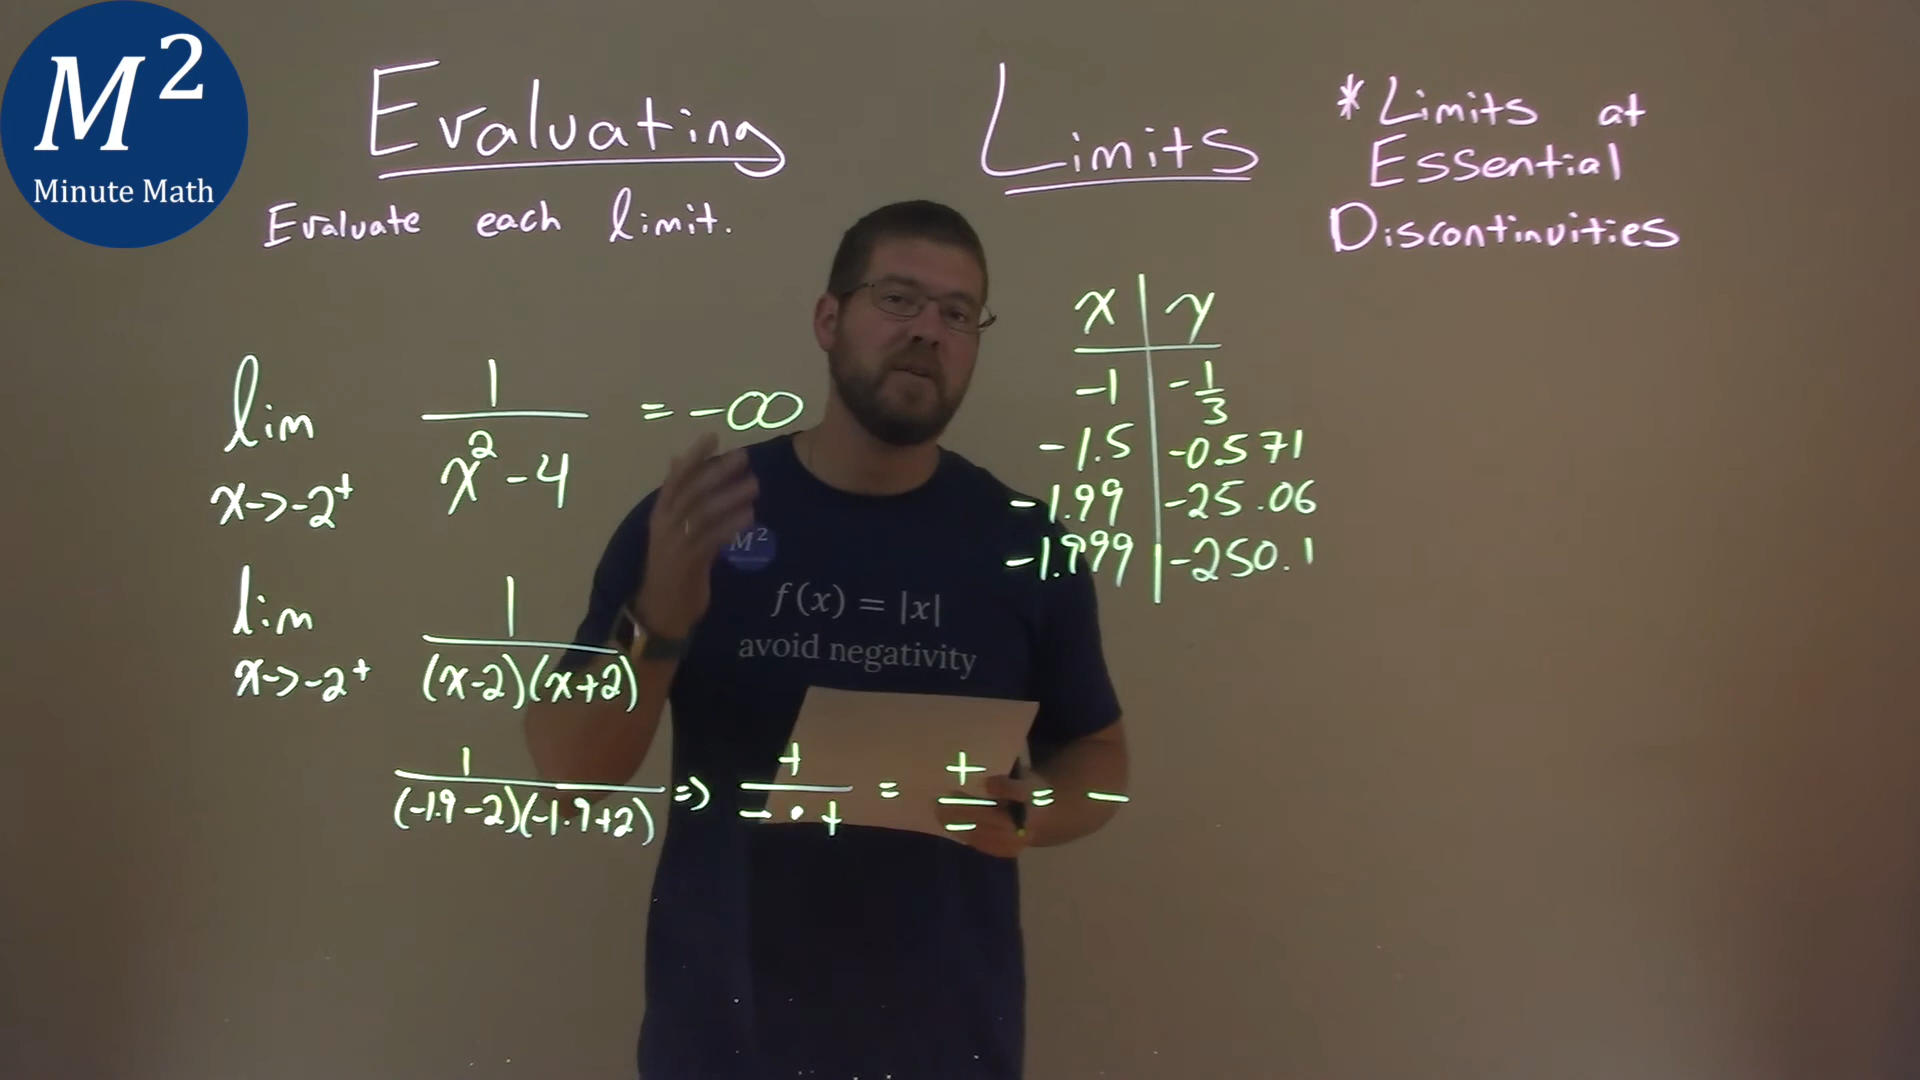 M²
Minute Math
Evaluating Limits
* Limits at
Essential
Discontinuities
Evaluate each limit.
lim 1/(x²-4) = -∞
x->-2⁺
x | y
-1 | -1/3
-1.5 | -0.571
-1.99 | -25.06
-1.999 | -250.1
lim 1/((x-2)(x+2))
x->-2⁺
1/((-1.9-2)(-1.9+2)) => +/(- · +) = +/- = -
M²
f(x) = |x|
avoid negativity